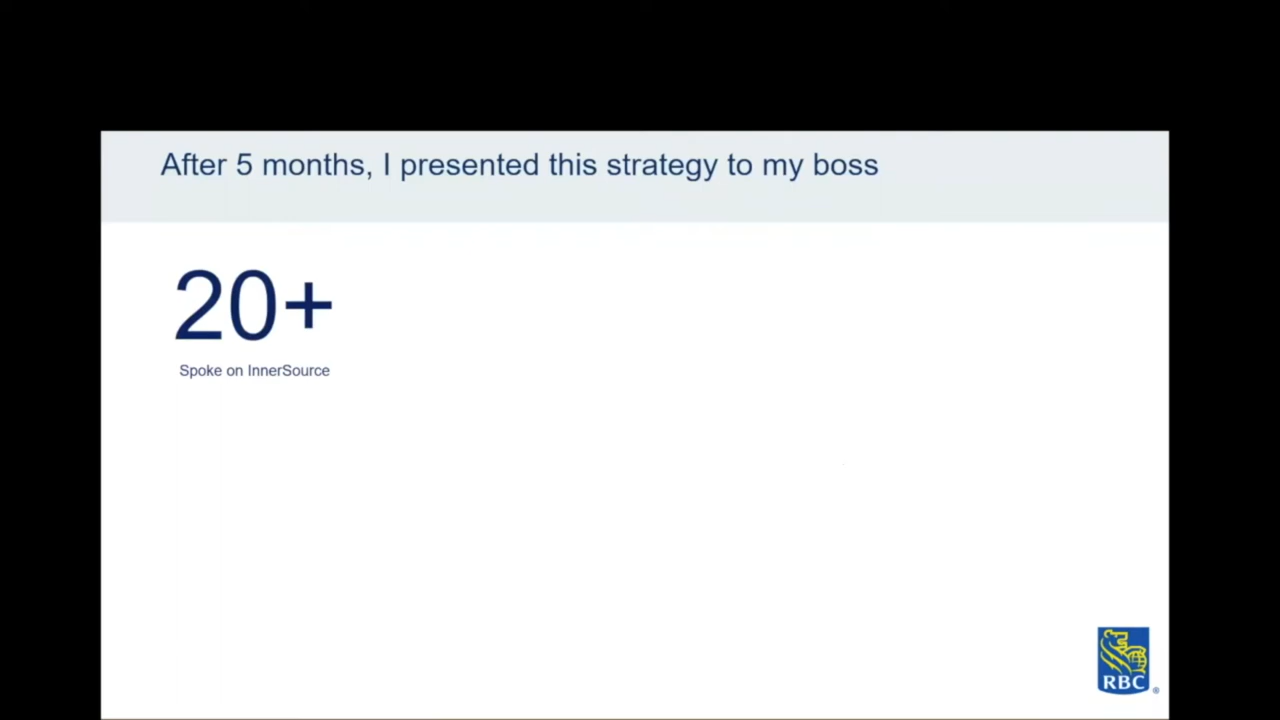 After 5 months, I presented this strategy to my boss
20+
Spoke on InnerSource
RBC
®